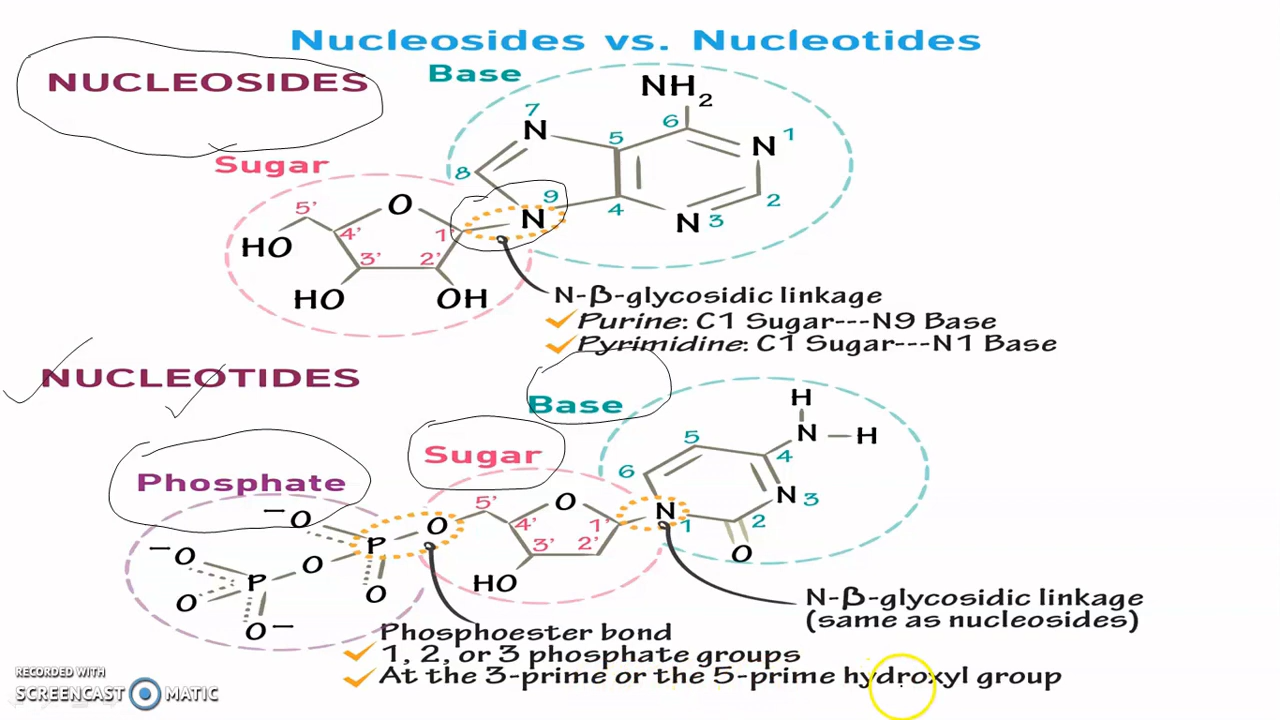 Nucleosides vs. Nucleotides
NUCLEOSIDES
Base
NH2
7
N
5
6
N 1
8
9
N
4
N 3
2
Sugar
5'
O
4'
1'
HO
3'
2'
HO
OH
N-β-glycosidic linkage
Purine: C1 Sugar---N9 Base
Pyrimidine: C1 Sugar---N1 Base
NUCLEOTIDES
Base
H
N
H
5
4
6
N 3
N
1
2
O
Sugar
5'
O
4'
1'
3'
2'
HO
Phosphate
–O
P
O
–O
O
P
O
O
O–
N-β-glycosidic linkage
(same as nucleosides)
Phosphoester bond
1, 2, or 3 phosphate groups
At the 3-prime or the 5-prime hydroxyl group
RECORDED WITH
SCREENCAST MATIC